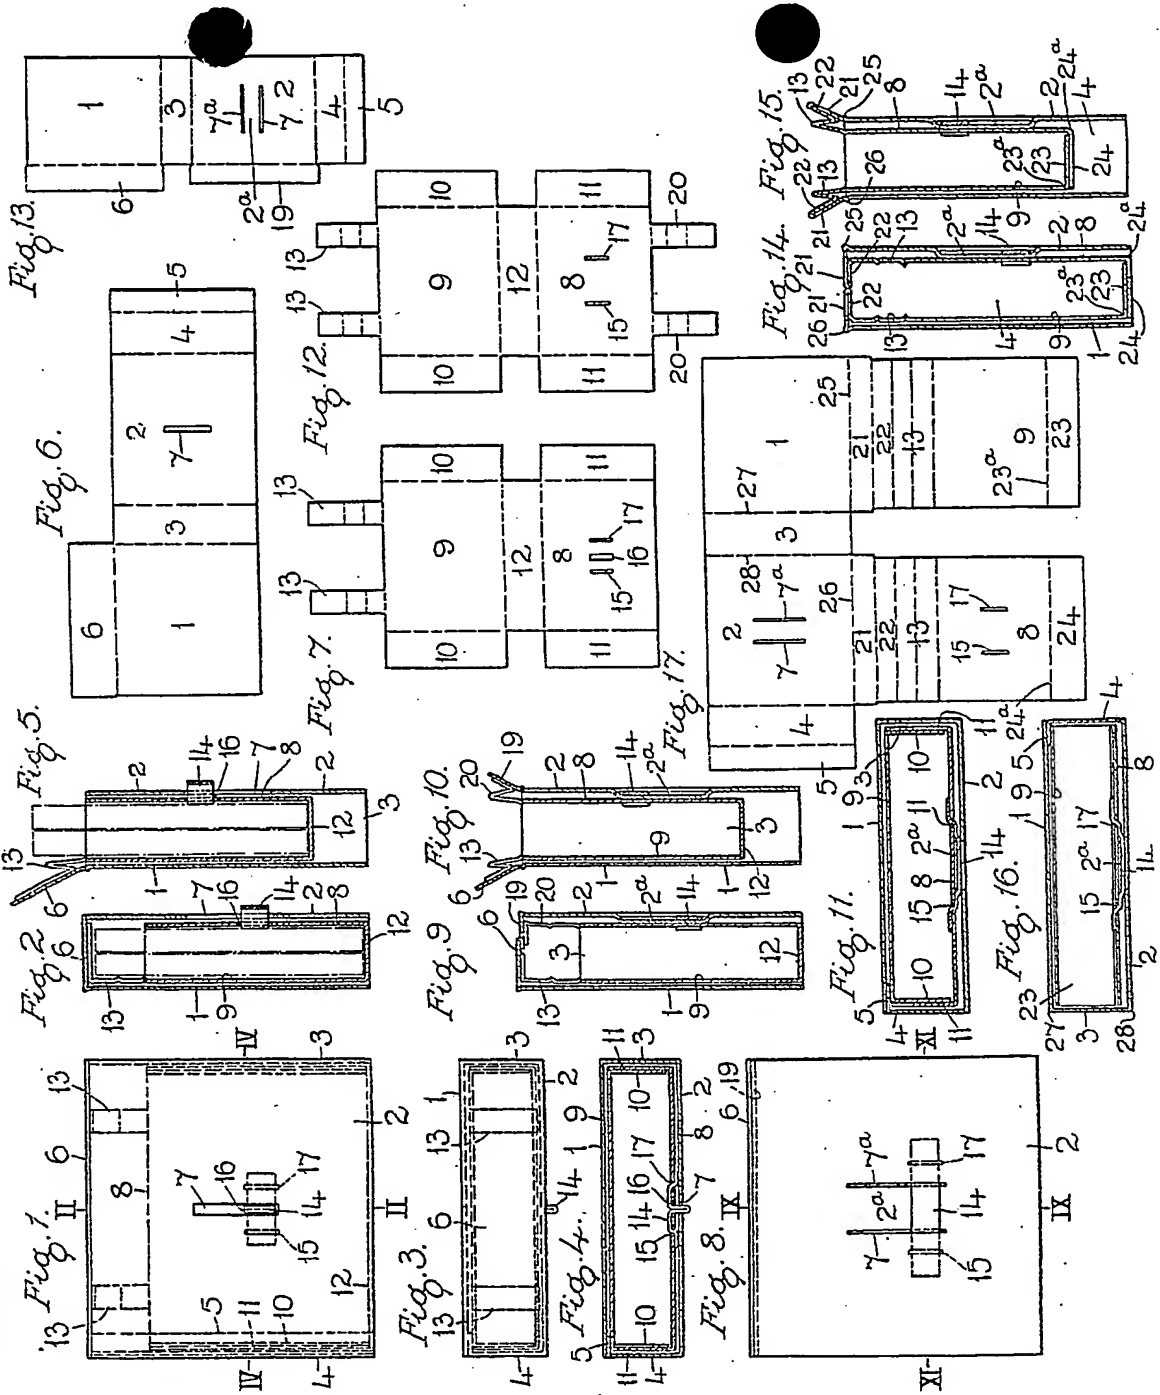 Fig. 1.
13 6 II 6 13
8
7
16
15 14 17
5 11 10
12 II 2
IV 4 3 IV
Fig. 2
6
13 7
16
14
1 9 2 8
12
Fig. 5.
13
6
2
14
16
7
8
1 12 2
3
Fig. 6.
6
1 3 2 4 5
7
Fig. 13.
1
6 3
7ª
7 2
2ª
19 4
5
Fig. 3.
13 6 13
1
4 14 2 3
Fig. 4.
5 9 1
11 10 10 11
4 15 14 16 17 3
7 8 2
Fig. 9
6 19
20
13 3
2
2ª
14
1 9 12
Fig. 10.
13 20 19
6
2
8
14
2ª
1 9 3
12
Fig. 7.
13 13
10 9 10
12
11 8 11
15 16 17
Fig. 12.
13 13
10 9 10
12
11 8 11
15 17
20 20
Fig. 8.
6 19
IX IX
7 2ª 7ª
15 14 17
2
XI XI
Fig. 11.
5 9 1 3
10 10
4 11 15 8 2ª 14 11 2 11
Fig. 16.
27 1 9 5
23
3 15 2ª 17 8 4
28 2 14
Fig. 17.
5 4 2 3 1
7 7ª 28 27
26 25
21 21
22 22
13 13
15 17
8 9
24ª 23ª
24 23
Fig. 14.
26 21 21 25
22 22
13 13
2ª
14
4
9
2
8
23ª
23
1 24 24ª
Fig. 15.
21 22 13 13 22 21
26 25
8
14
2ª
9
2
23ª
23
24ª
24 4